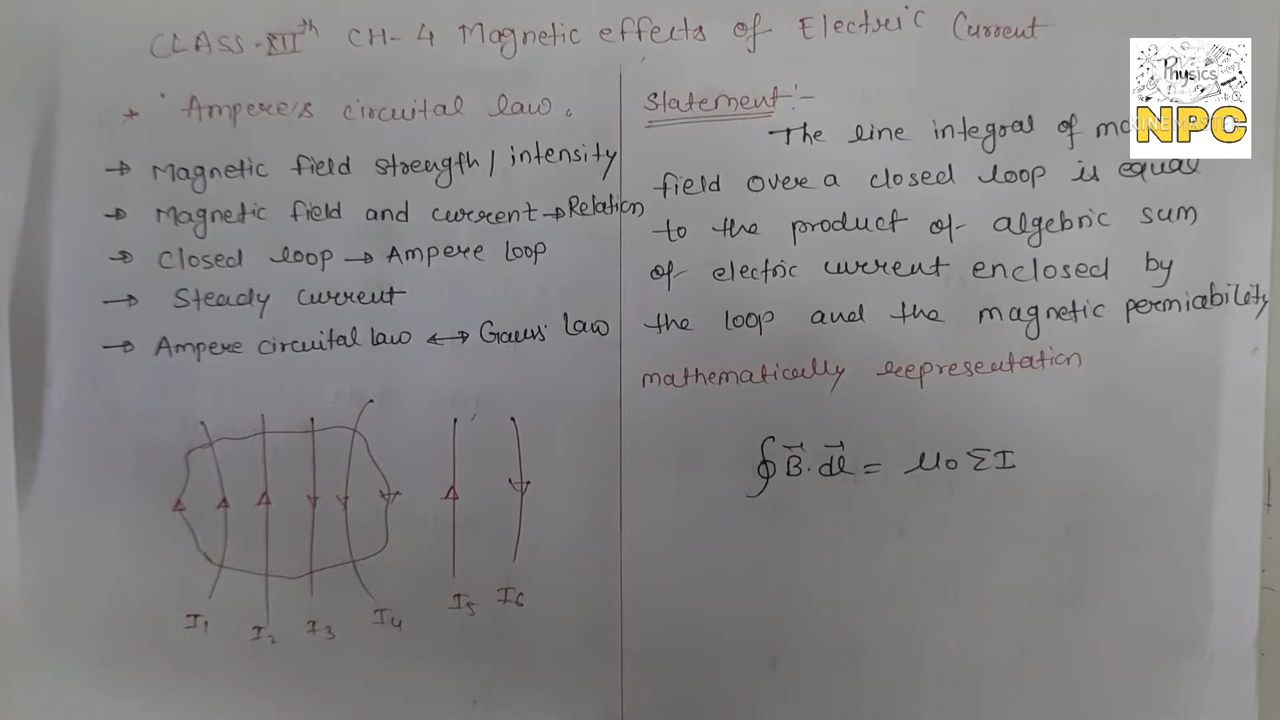 CLASS-XIIth CH-4 Magnetic effects of Electric Current
* Ampere's circuital law.
→ Magnetic field strength / intensity
→ Magnetic field and current → Relation
→ Closed loop → Ampere loop
→ Steady current
→ Ampere circuital law ↔ Gauss law
I1 I2 I3 I4 I5 I6
Statement:-
The line integral of
field over a closed loop is equal
to the product of algebric sum
of electric current enclosed by
the loop and the magnetic permiability
mathematically representation
∮B⃗.dl⃗ = μ0 ΣI
Physics
NPC